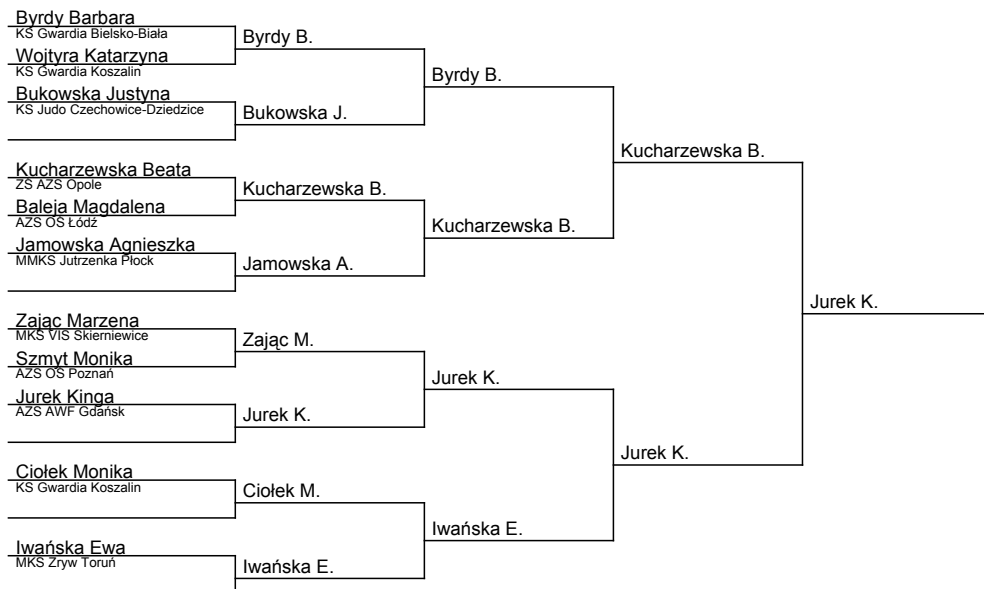 Byrdy Barbara
KS Gwardia Bielsko-Biała
Wojtyra Katarzyna
KS Gwardia Koszalin
Bukowska Justyna
KS Judo Czechowice-Dziedzice
Kucharzewska Beata
ZS AZS Opole
Baleja Magdalena
AZS OŚ Łódź
Jamowska Agnieszka
MMKS Jutrzenka Płock
Zając Marzena
MKS VIS Skierniewice
Szmyt Monika
AZS OŚ Poznań
Jurek Kinga
AZS AWF Gdańsk
Ciołek Monika
KS Gwardia Koszalin
Iwańska Ewa
MKS Zryw Toruń
Byrdy B.
Bukowska J.
Kucharzewska B.
Jamowska A.
Zając M.
Jurek K.
Ciołek M.
Iwańska E.
Byrdy B.
Kucharzewska B.
Jurek K.
Iwańska E.
Kucharzewska B.
Jurek K.
Jurek K.